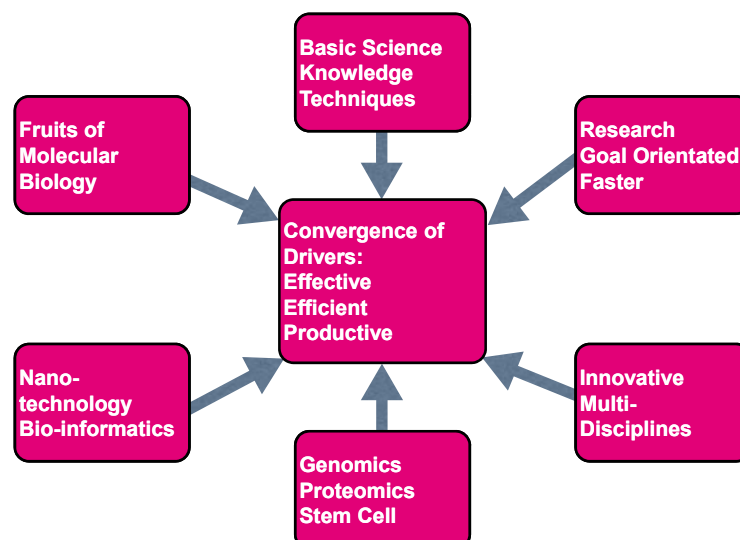 Basic Science
Knowledge
Techniques
Fruits of
Molecular
Biology
Research
Goal Orientated
Faster
Convergence of
Drivers:
Effective
Efficient
Productive
Nano-
technology
Bio-informatics
Innovative
Multi-
Disciplines
Genomics
Proteomics
Stem Cell